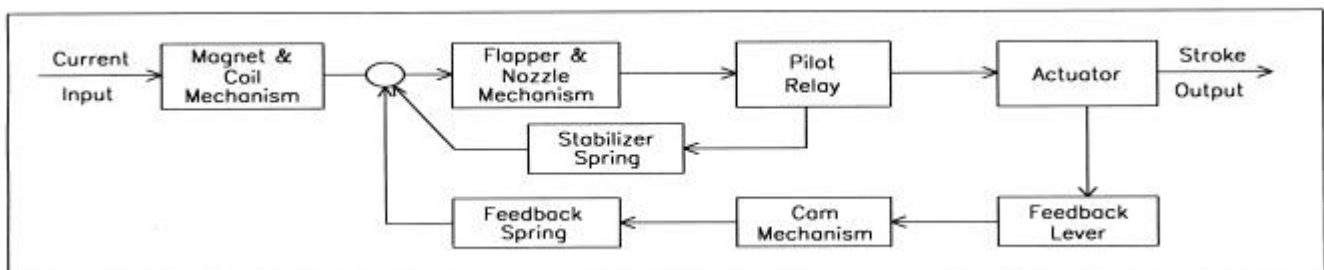 Current
Input
Magnet &
Coil
Mechanism
Flapper &
Nozzle
Mechanism
Pilot
Relay
Actuator
Stroke
Output
Stabilizer
Spring
Feedback
Spring
Cam
Mechanism
Feedback
Lever